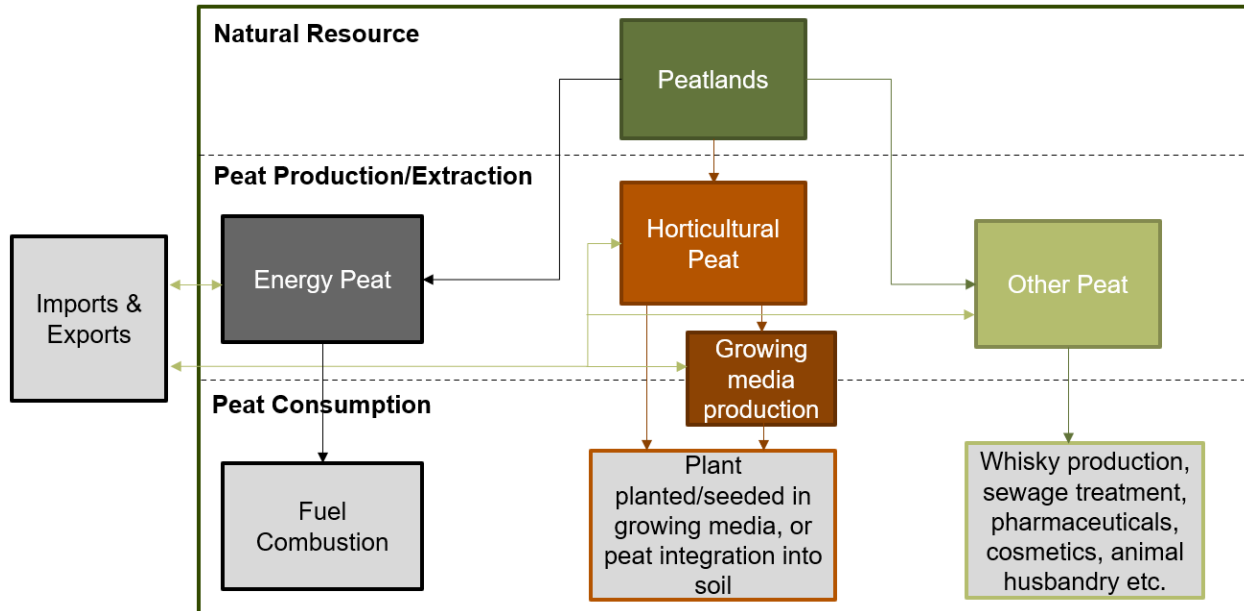 Natural Resource
Peatlands
Peat Production/Extraction
Horticultural
Peat
Energy Peat
Other Peat
Imports &
Exports
Growing
media
production
Peat Consumption
Fuel
Combustion
Plant
planted/seeded in
growing media, or
peat integration into
soil
Whisky production,
sewage treatment,
pharmaceuticals,
cosmetics, animal
husbandry etc.